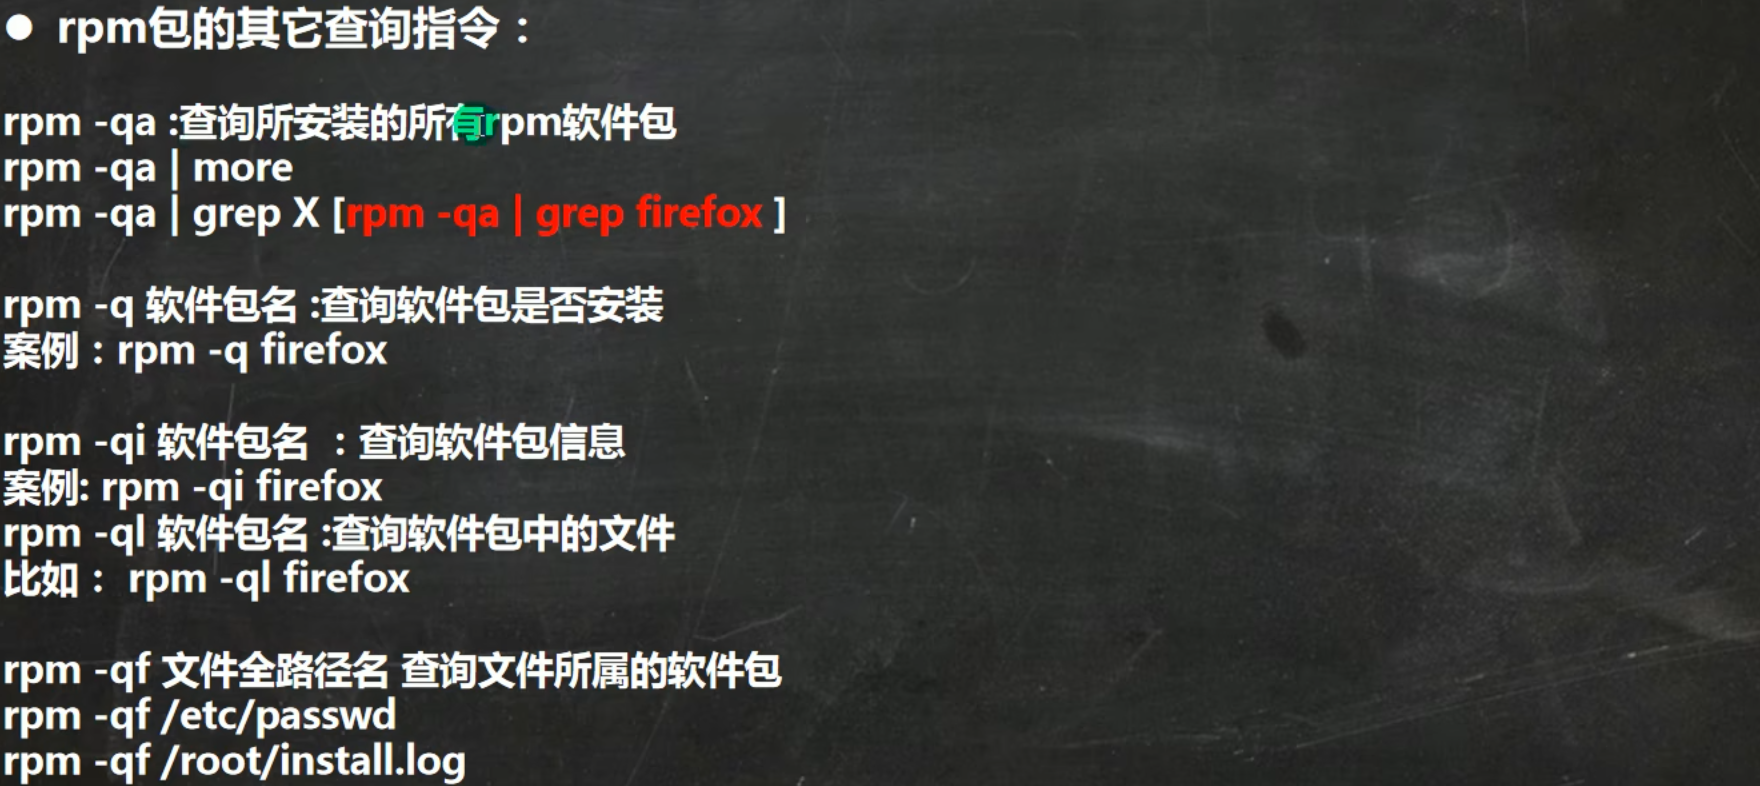 ● rpm包的其它查询指令：
rpm -qa :查询所安装的所有rpm软件包
rpm -qa | more
rpm -qa | grep X [rpm -qa | grep firefox ]
rpm -q 软件包名 :查询软件包是否安装
案例：rpm -q firefox
rpm -qi 软件包名 ：查询软件包信息
案例: rpm -qi firefox
rpm -ql 软件包名 :查询软件包中的文件
比如： rpm -ql firefox
rpm -qf 文件全路径名 查询文件所属的软件包
rpm -qf /etc/passwd
rpm -qf /root/install.log